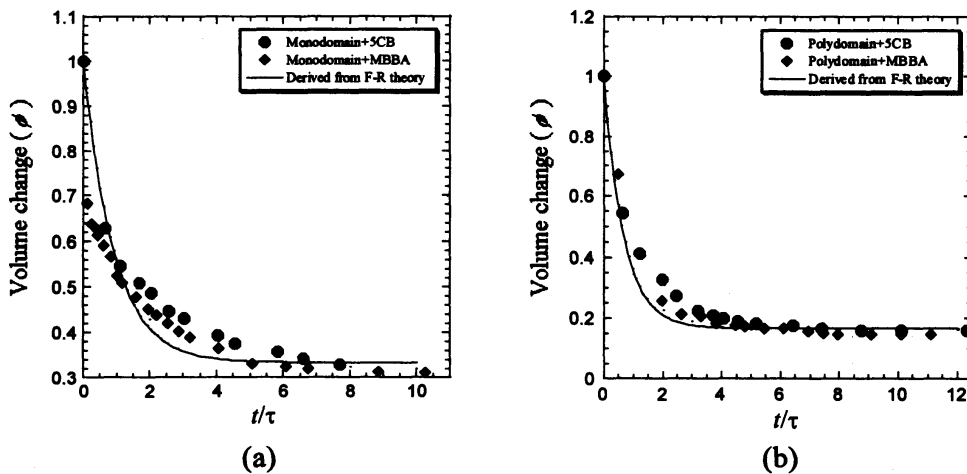 1.1
1
0.9
0.8
0.7
0.6
0.5
0.4
0.3
Volume change (ϕ)
Monodomain+5CB
Monodomain+MBBA
Derived from F-R theory
0 2 4 6 8 10
t/τ
(a)
1.2
1
0.8
0.6
0.4
0.2
0
Volume change (ϕ)
Polydomain+5CB
Polydomain+MBBA
Derived from F-R theory
0 2 4 6 8 10 12
t/τ
(b)